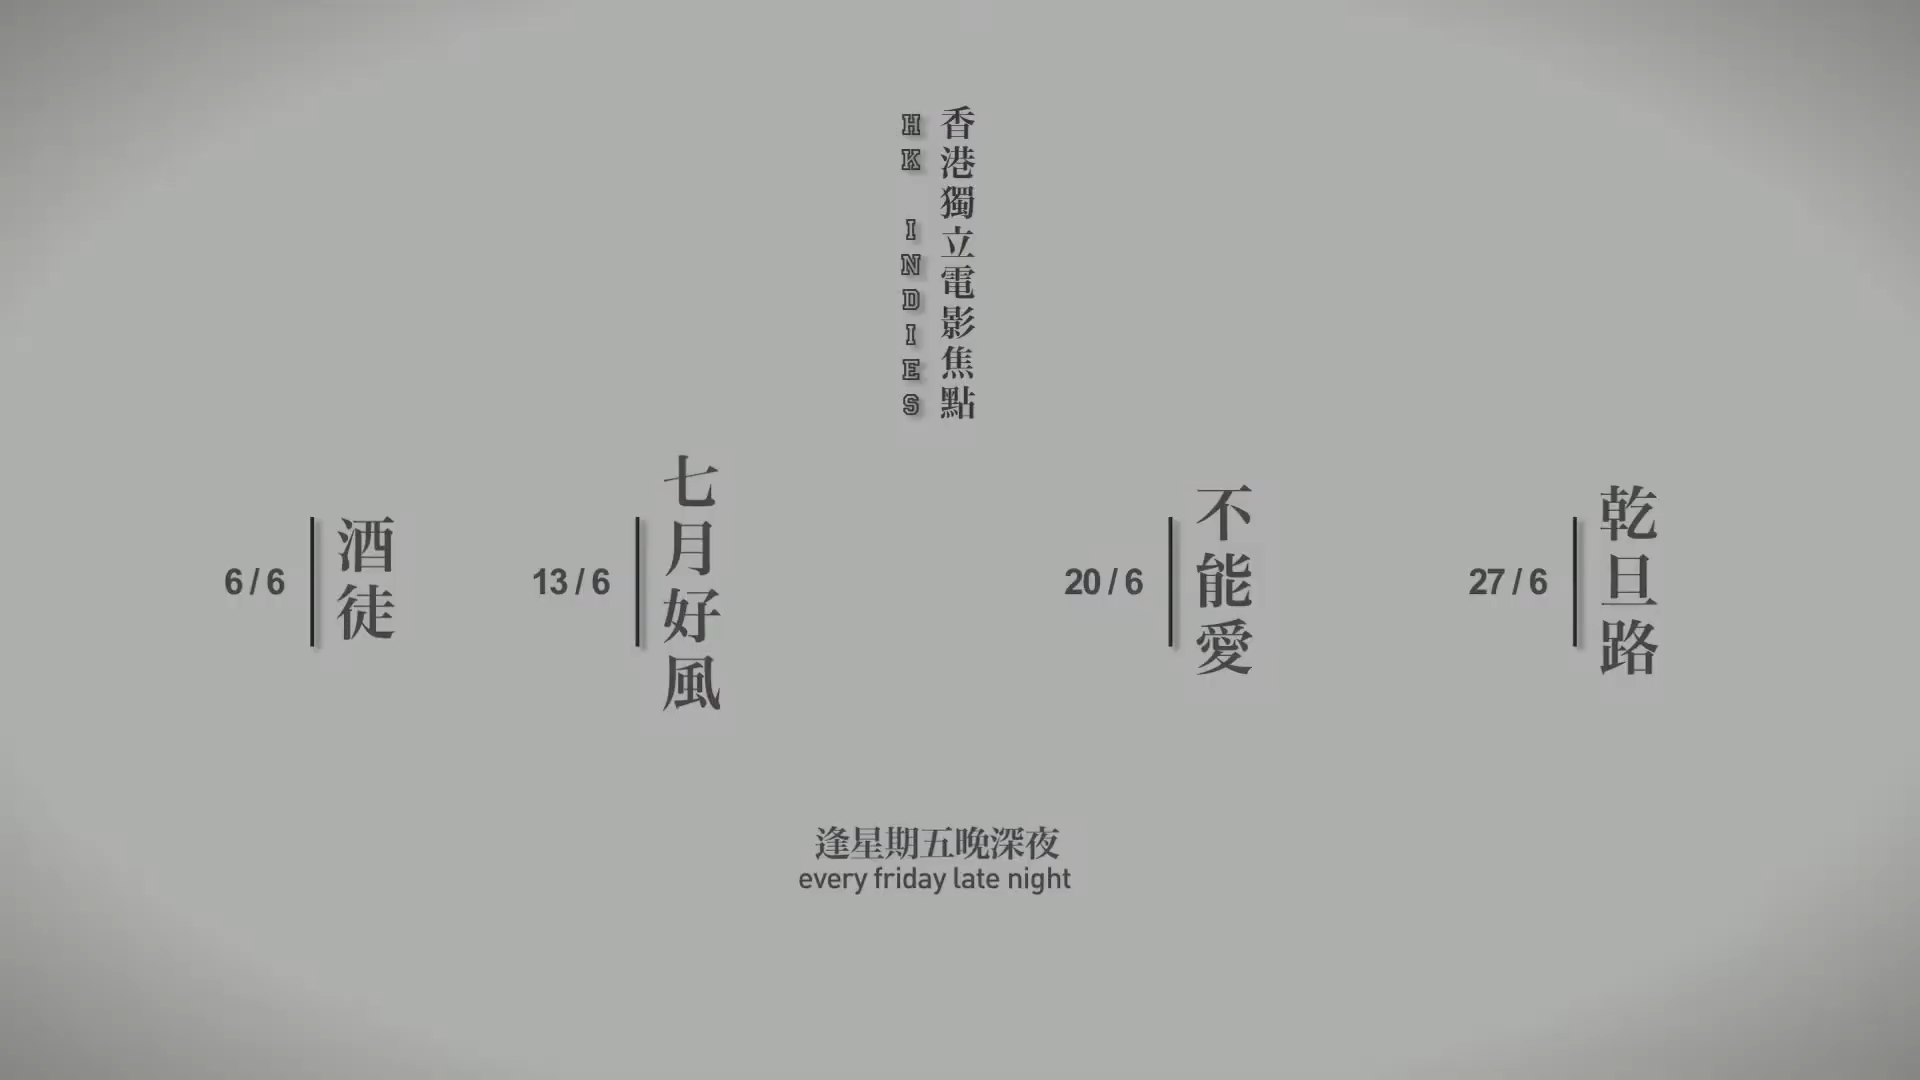 香港獨立電影焦點
HK INDIES
6/6
酒徒
13/6
七月好風
20/6
不能愛
27/6
乾旦路
逢星期五晚深夜
every friday late night